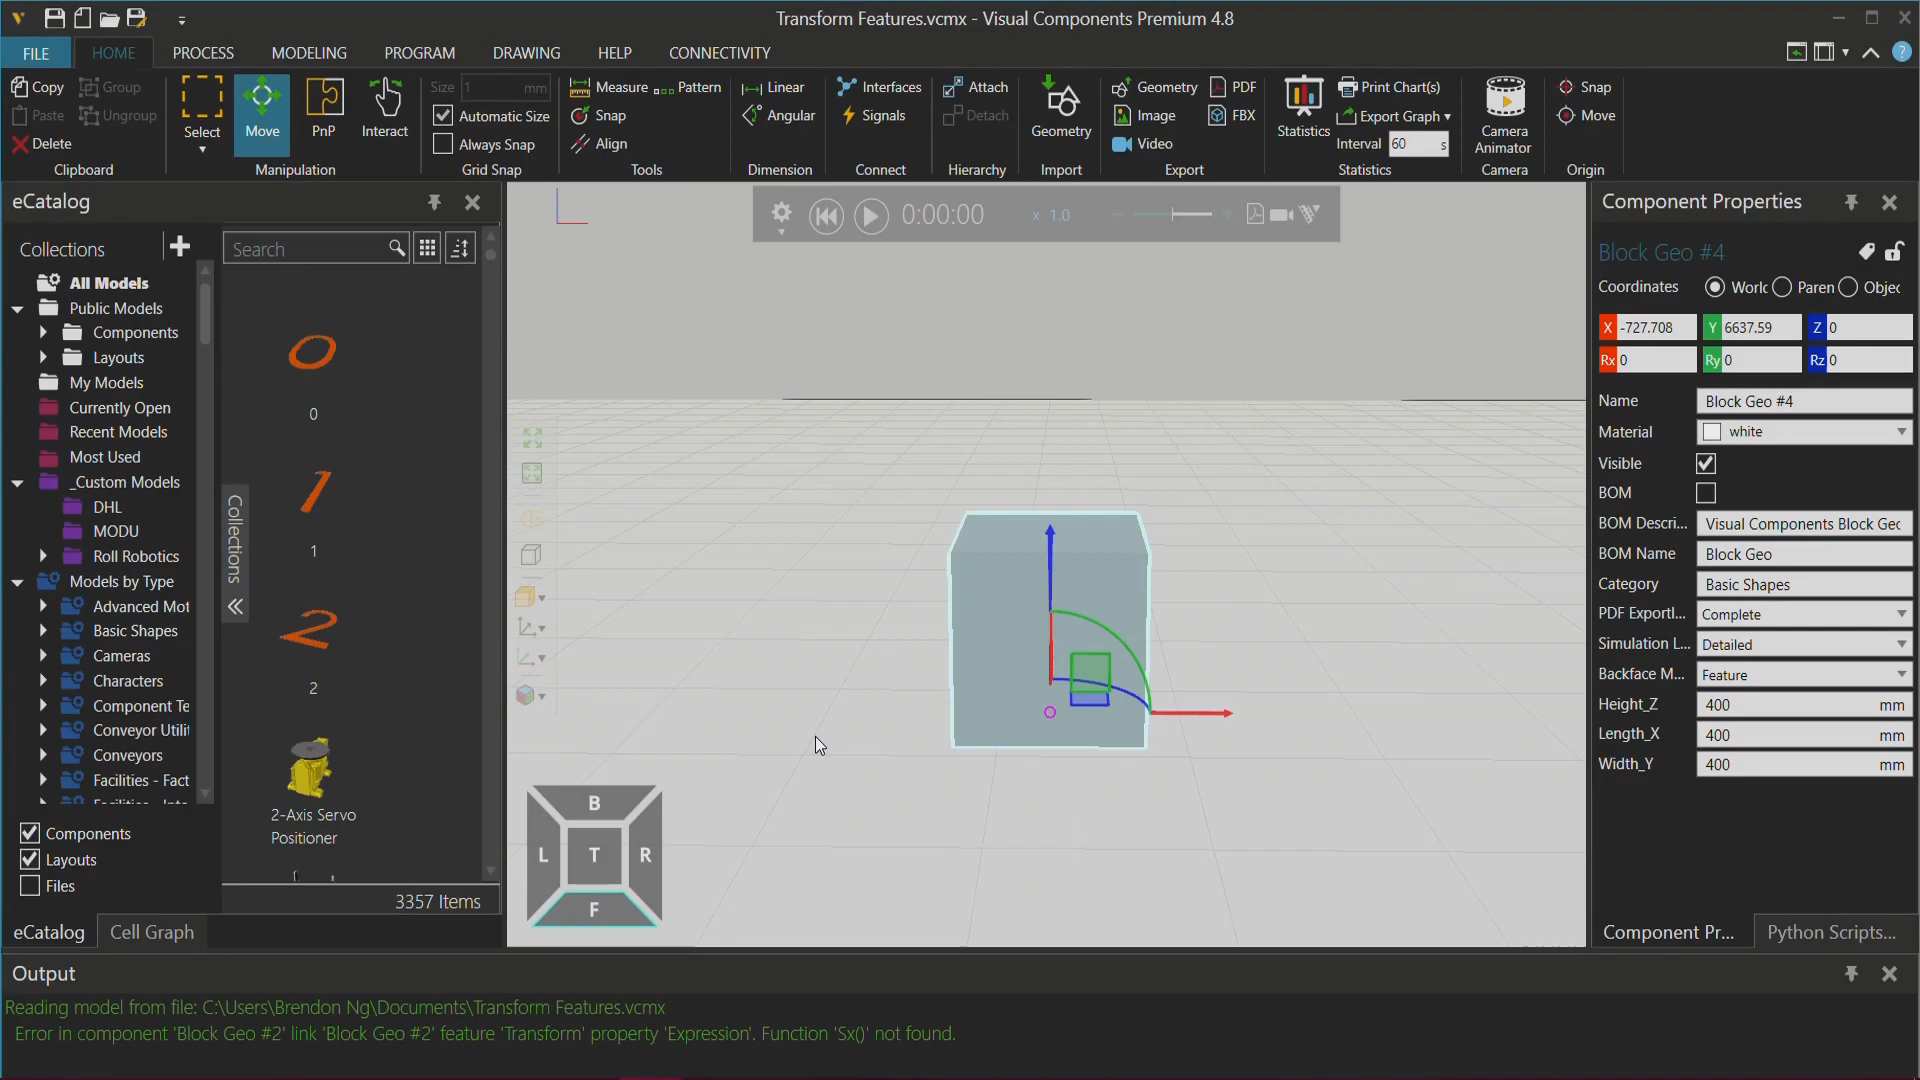 Transform Features.vcmx - Visual Components Premium 4.8
FILE HOME PROCESS MODELING PROGRAM DRAWING HELP CONNECTIVITY
Copy Group
Paste Ungroup
Delete
Clipboard
Select Move PnP Interact
Manipulation
Size 1 mm
Automatic Size
Always Snap
Grid Snap
Measure Pattern
Snap
Align
Tools
Linear
Angular
Dimension
Interfaces
Signals
Connect
Attach
Detach
Hierarchy
Geometry
Import
Geometry PDF
Image FBX
Video
Export
Statistics
Print Chart(s)
Export Graph
Interval 60 s
Statistics
Camera
Animator
Camera
Snap
Move
Origin
eCatalog
Collections
Search
All Models
Public Models
Components
Layouts
My Models
Currently Open
Recent Models
Most Used
_Custom Models
DHL
MODU
Roll Robotics
Models by Type
Advanced Mot
Basic Shapes
Cameras
Characters
Component Te
Conveyor Utilit
Conveyors
Facilities - Fact
Components
Layouts
Files
Collections
0
1
2
2-Axis Servo
Positioner
3357 Items
eCatalog Cell Graph
0:00:00 x 1.0
B
L T R
F
Component Properties
Block Geo #4
Coordinates Worlc Paren Objec
X -727.708 Y 6637.59 Z 0
Rx 0 Ry 0 Rz 0
Name Block Geo #4
Material white
Visible
BOM
BOM Descri... Visual Components Block Gec
BOM Name Block Geo
Category Basic Shapes
PDF Exportl... Complete
Simulation L... Detailed
Backface M... Feature
Height_Z 400 mm
Length_X 400 mm
Width_Y 400 mm
Component Pr... Python Scripts...
Output
Reading model from file: C:\Users\Brendon Ng\Documents\Transform Features.vcmx
Error in component 'Block Geo #2' link 'Block Geo #2' feature 'Transform' property 'Expression'. Function 'Sx()' not found.